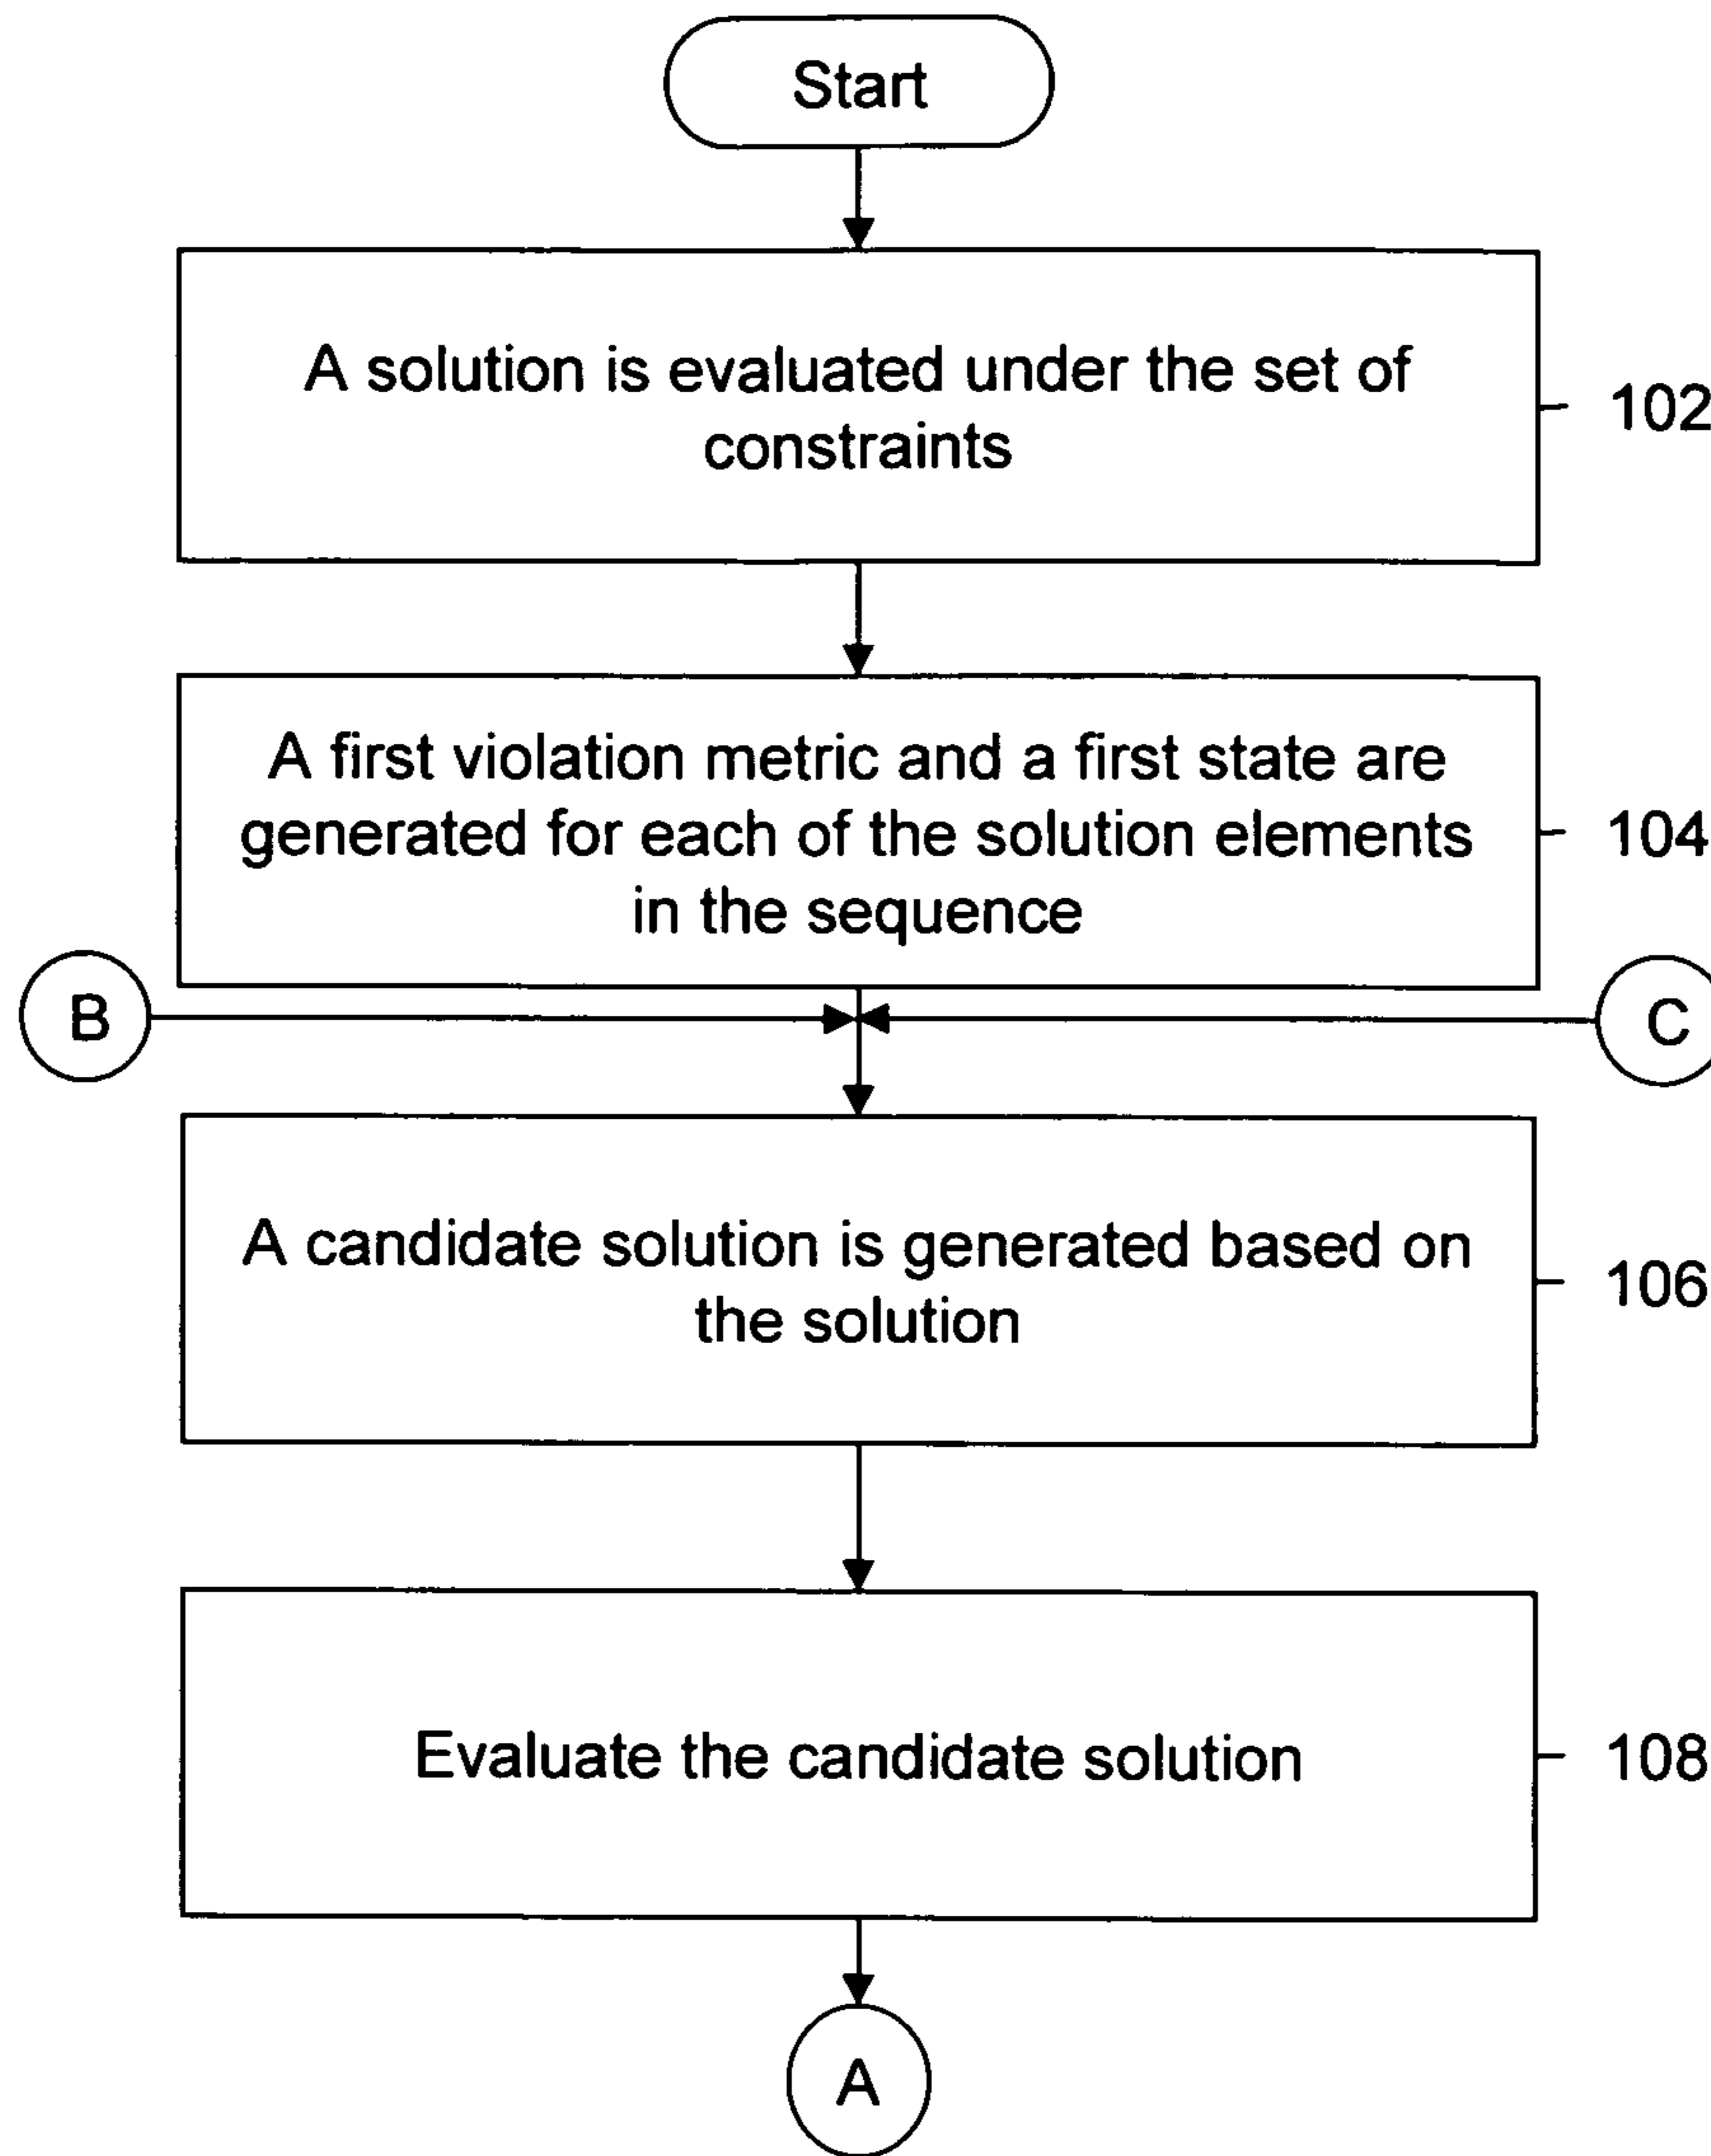 Start
A solution is evaluated under the set of
constraints
102
A first violation metric and a first state are
generated for each of the solution elements
in the sequence
104
B
C
A candidate solution is generated based on
the solution
106
Evaluate the candidate solution
108
A